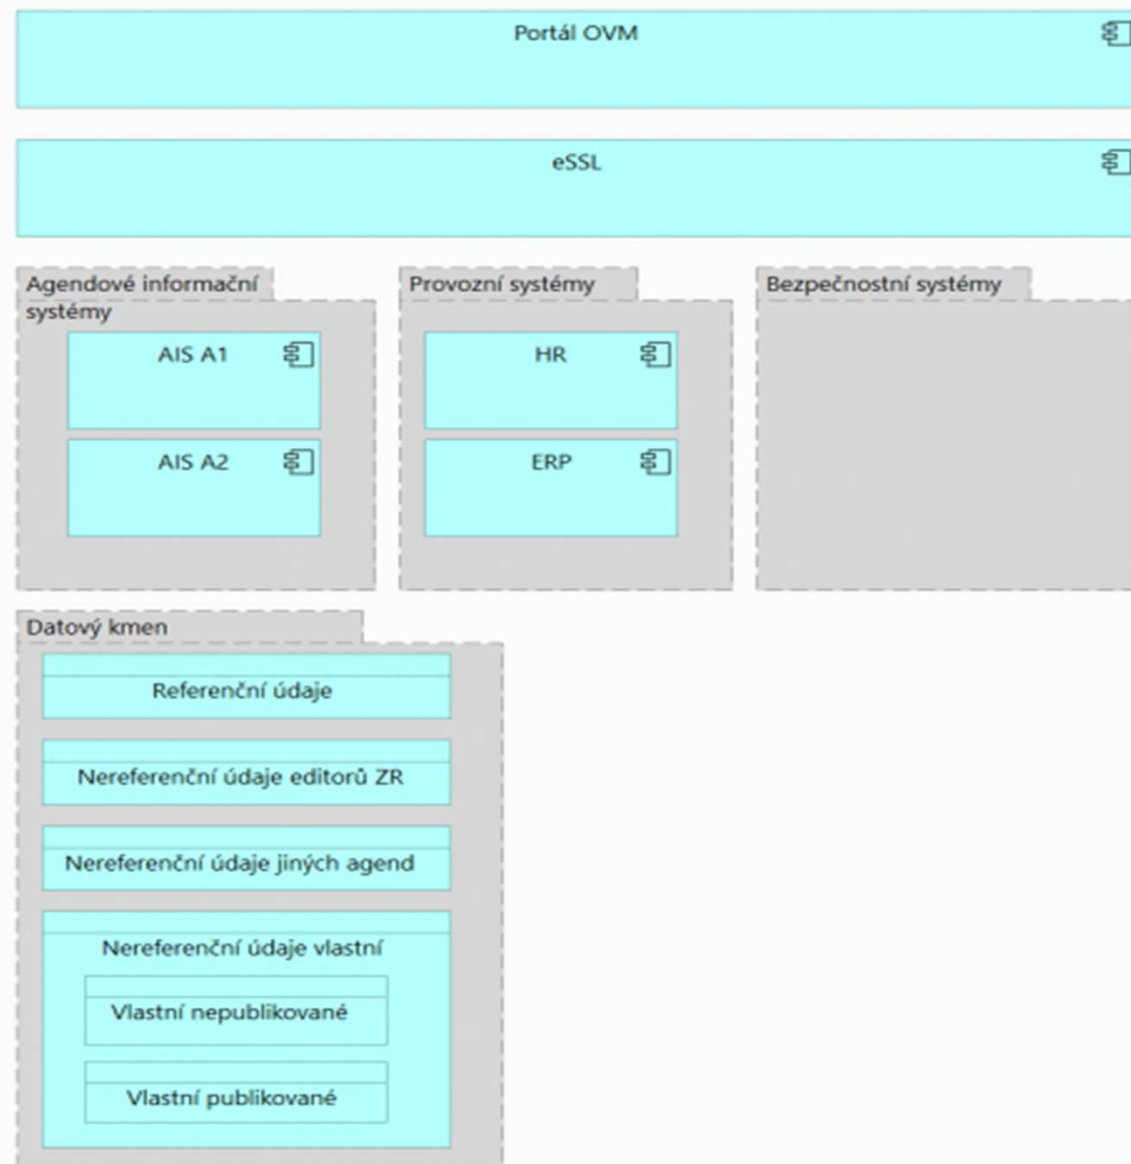 Portál OVM
eSSL
Agendové informační
systémy
AIS A1
AIS A2
Provozní systémy
HR
ERP
Bezpečnostní systémy
Datový kmen
Referenční údaje
Nereferenční údaje editorů ZR
Nereferenční údaje jiných agend
Nereferenční údaje vlastní
Vlastní nepublikované
Vlastní publikované